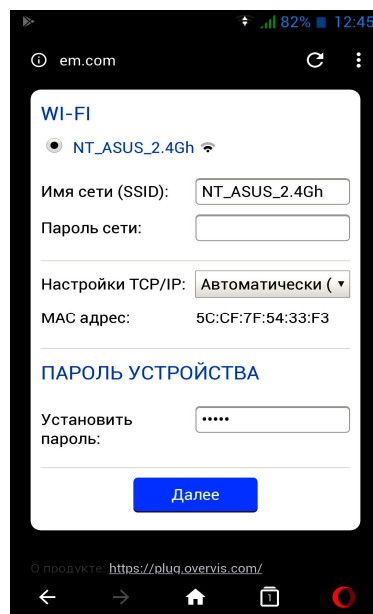 82% 12:45
em.com
WI-FI
NT_ASUS_2.4Gh
Имя сети (SSID): NT_ASUS_2.4Gh
Пароль сети:
Настройки TCP/IP: Автоматически (
MAC адрес: 5C:CF:7F:54:33:F3
ПАРОЛЬ УСТРОЙСТВА
Установить •••••
пароль:
Далее
О продукте: https://plug.overvis.com/
1